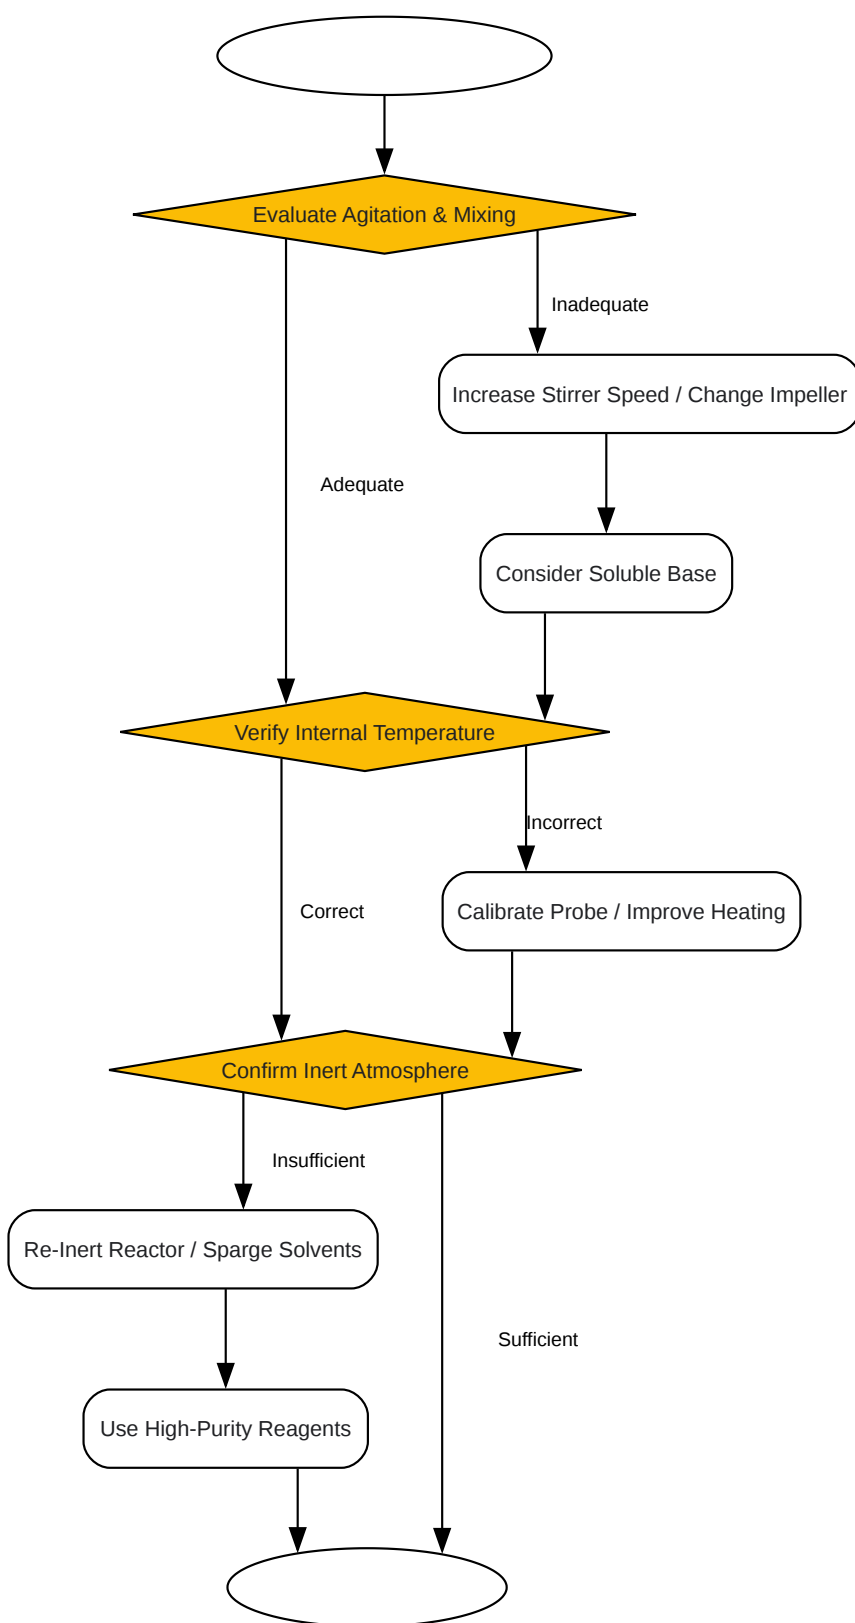 Evaluate Agitation & Mixing
Inadequate
Increase Stirrer Speed / Change Impeller
Adequate
Consider Soluble Base
Verify Internal Temperature
Incorrect
Correct
Calibrate Probe / Improve Heating
Confirm Inert Atmosphere
Insufficient
Re-Inert Reactor / Sparge Solvents
Sufficient
Use High-Purity Reagents